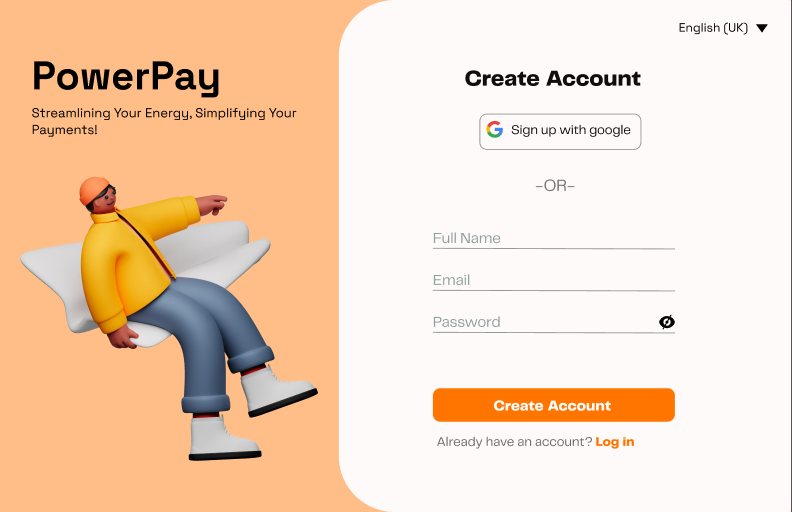 PowerPay
Streamlining Your Energy, Simplifying Your
Payments!
English (UK)
Create Account
Sign up with google
-OR-
Full Name
Email
Password
Create Account
Already have an account? Log in